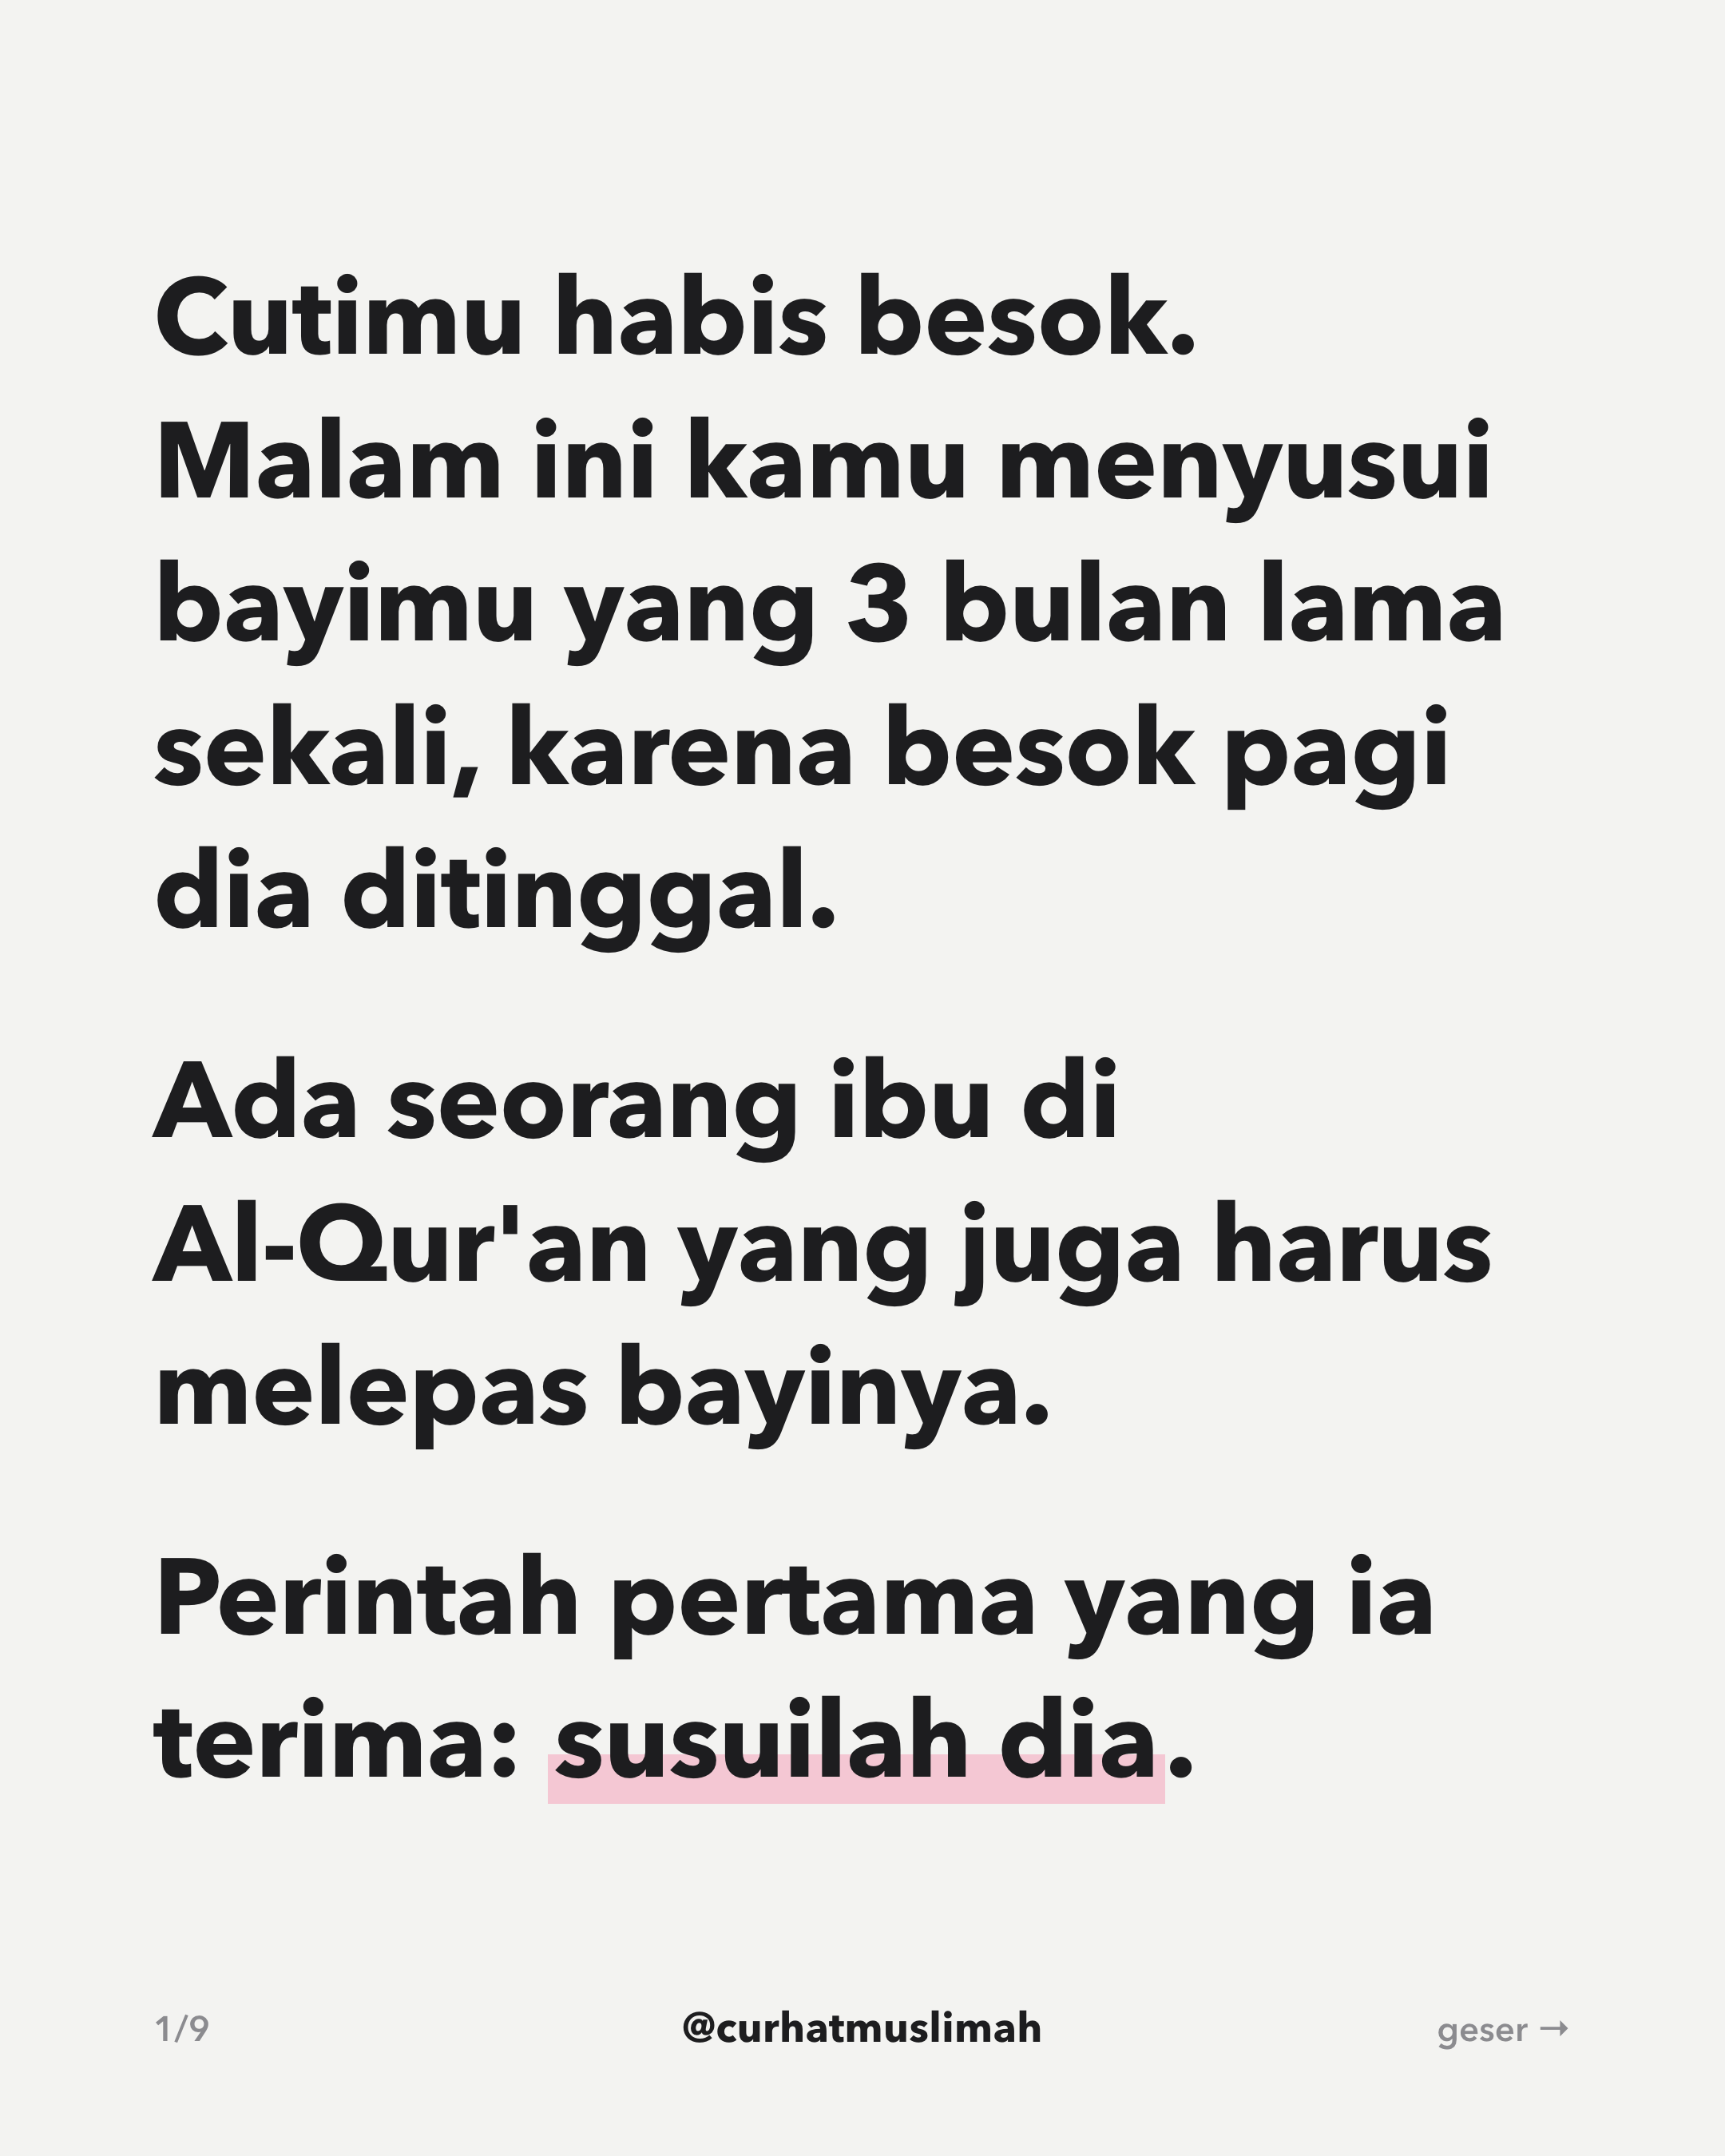 Cutimu habis besok.
Malam ini kamu menyusui
bayimu yang 3 bulan lama
sekali, karena besok pagi
dia ditinggal.
Ada seorang ibu di
Al-Qur'an yang juga harus
melepas bayinya.
Perintah pertama yang ia
terima: susuilah dia.
1/9
@curhatmuslimah
geser →